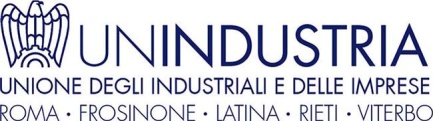 UNINDUSTRIA
UNIONE DEGLI INDUSTRIALI E DELLE IMPRESE
ROMA • FROSINONE • LATINA • RIETI • VITERBO